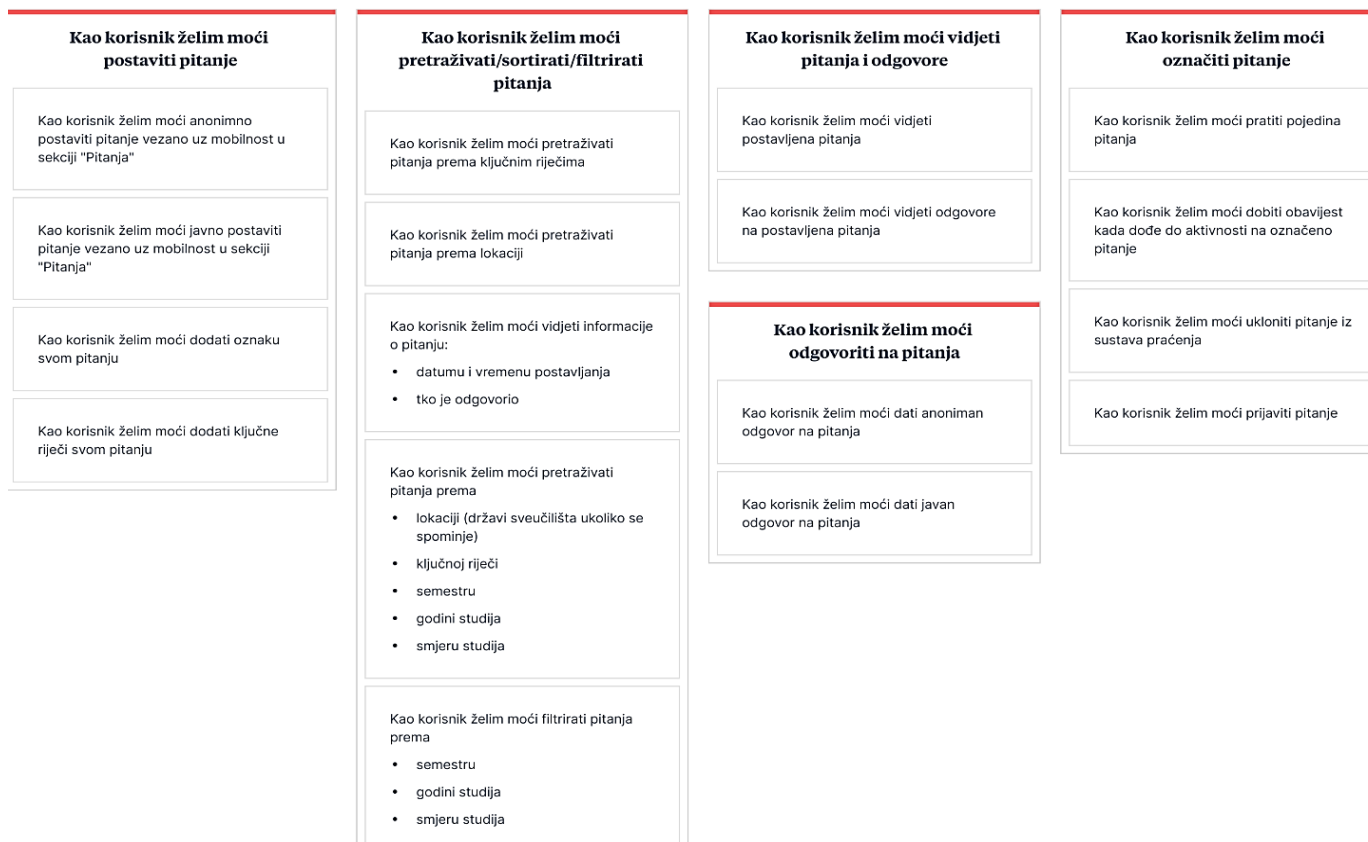 Kao korisnik želim moći
postaviti pitanje
Kao korisnik želim moći anonimno
postaviti pitanje vezano uz mobilnost u
sekciji "Pitanja"
Kao korisnik želim moći javno postaviti
pitanje vezano uz mobilnost u sekciji
"Pitanja"
Kao korisnik želim moći dodati oznaku
svom pitanju
Kao korisnik želim moći dodati ključne
riječi svom pitanju
Kao korisnik želim moći
pretraživati/sortirati/filtrirati
pitanja
Kao korisnik želim moći pretraživati
pitanja prema ključnim riječima
Kao korisnik želim moći pretraživati
pitanja prema lokaciji
Kao korisnik želim moći vidjeti informacije
o pitanju:
• datumu i vremenu postavljanja
• tko je odgovorio
Kao korisnik želim moći pretraživati
pitanja prema
• lokaciji (državi sveučilišta ukoliko se
spominje)
• ključnoj riječi
• semestru
• godini studija
• smjeru studija
Kao korisnik želim moći filtrirati pitanja
prema
• semestru
• godini studija
• smjeru studija
Kao korisnik želim moći vidjeti
pitanja i odgovore
Kao korisnik želim moći vidjeti
postavljena pitanja
Kao korisnik želim moći vidjeti odgovore
na postavljena pitanja
Kao korisnik želim moći
odgovoriti na pitanja
Kao korisnik želim moći dati anoniman
odgovor na pitanja
Kao korisnik želim moći dati javan
odgovor na pitanja
Kao korisnik želim moći
označiti pitanje
Kao korisnik želim moći pratiti pojedina
pitanja
Kao korisnik želim moći dobiti obavijest
kada dođe do aktivnosti na označeno
pitanje
Kao korisnik želim moći ukloniti pitanje iz
sustava praćenja
Kao korisnik želim moći prijaviti pitanje